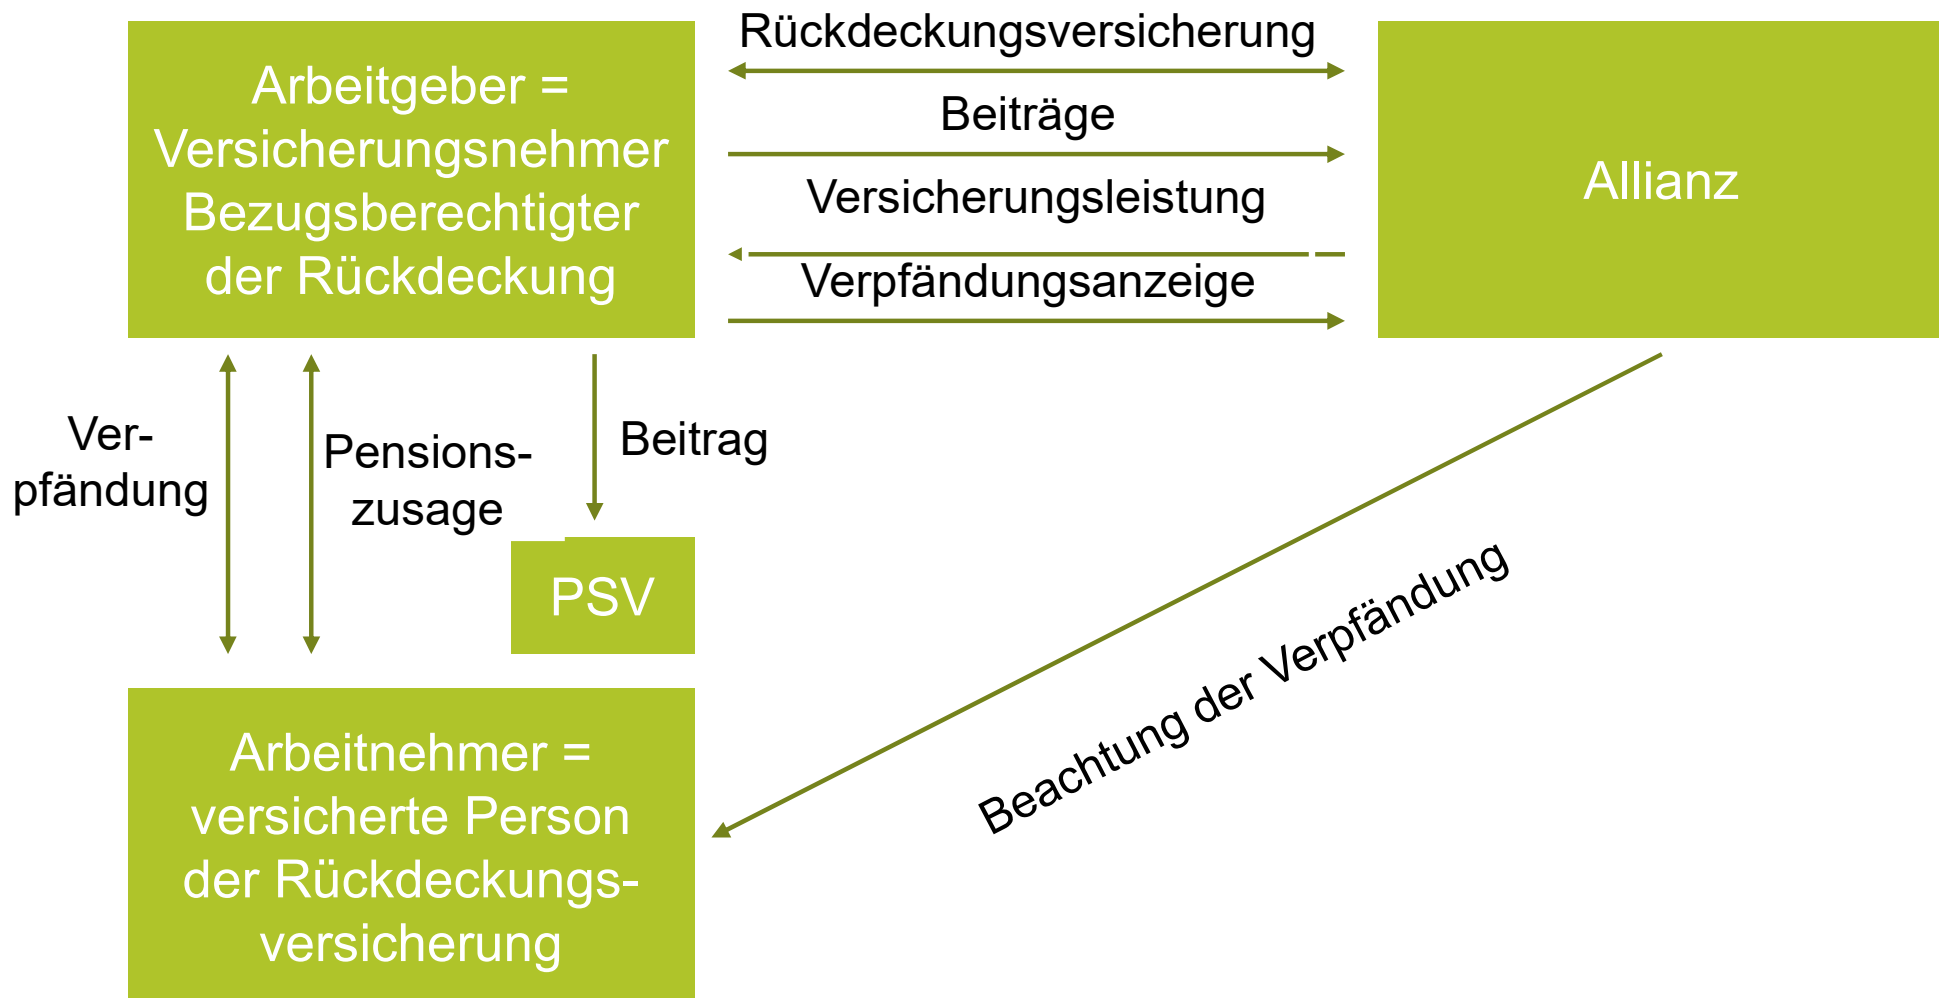 Rückdeckungsversicherung
Arbeitgeber =
Versicherungsnehmer
Bezugsberechtigter
der Rückdeckung
Beiträge
Versicherungsleistung
Verpfändungsanzeige
Allianz
Ver-
pfändung
Pensions-
zusage
Beitrag
PSV
Beachtung der Verpfändung
Arbeitnehmer =
versicherte Person
der Rückdeckungs-
versicherung